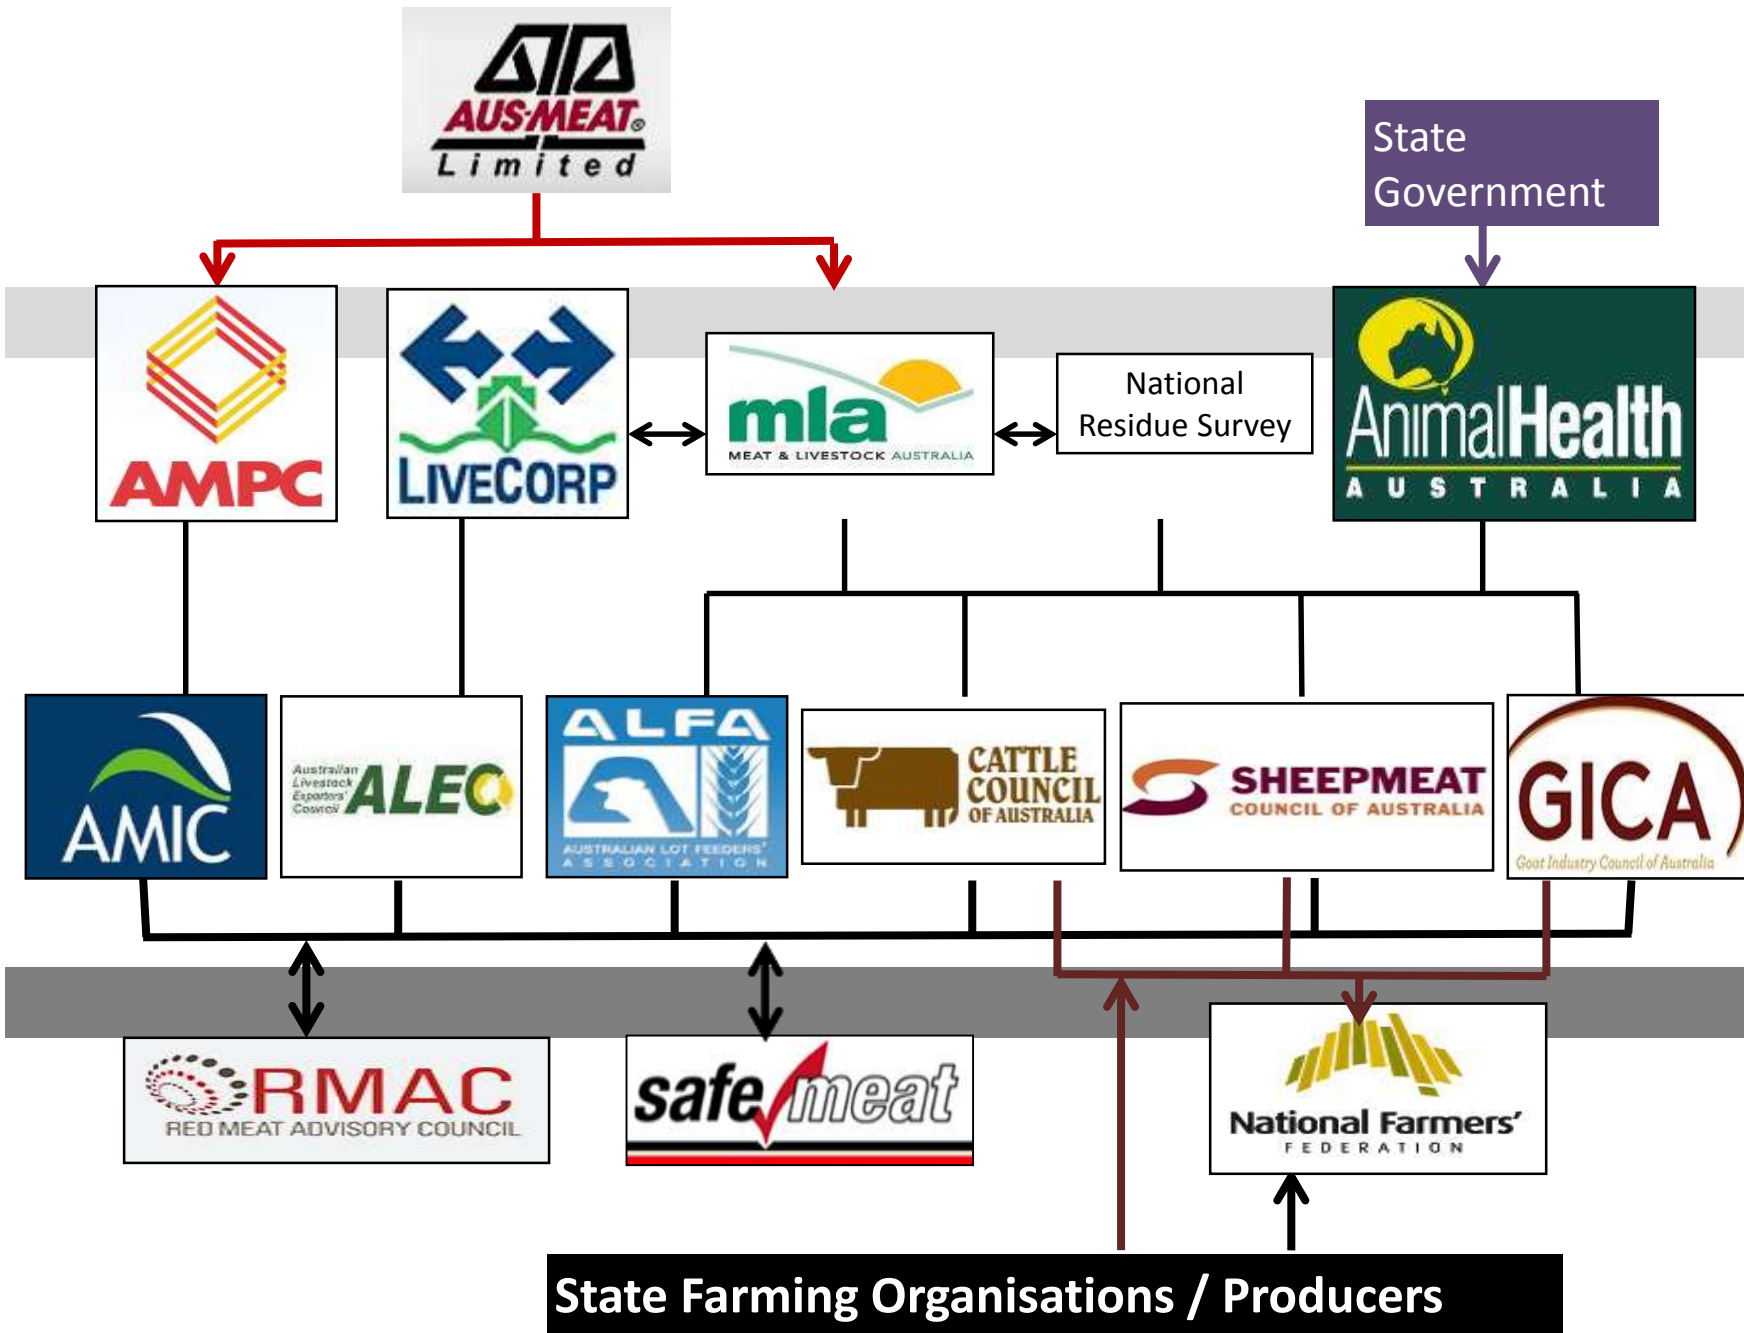 AUS-MEAT®
Limited
State
Government
AMPC
LIVECORP
mla
MEAT & LIVESTOCK AUSTRALIA
National
Residue Survey
AnimalHealth
AUSTRALIA
AMIC
Australian
Livestock
Exporters'
Council
ALEC
ALFA
AUSTRALIAN LOT FEEDERS'
ASSOCIATION
CATTLE
COUNCIL
OF AUSTRALIA
SHEEPMEAT
COUNCIL OF AUSTRALIA
GICA
Goat Industry Council of Australia
RMAC
RED MEAT ADVISORY COUNCIL
safe meat
National Farmers'
FEDERATION
State Farming Organisations / Producers